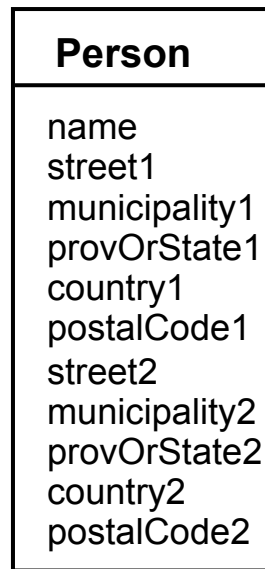 Person
name
street1
municipality1
provOrState1
country1
postalCode1
street2
municipality2
provOrState2
country2
postalCode2